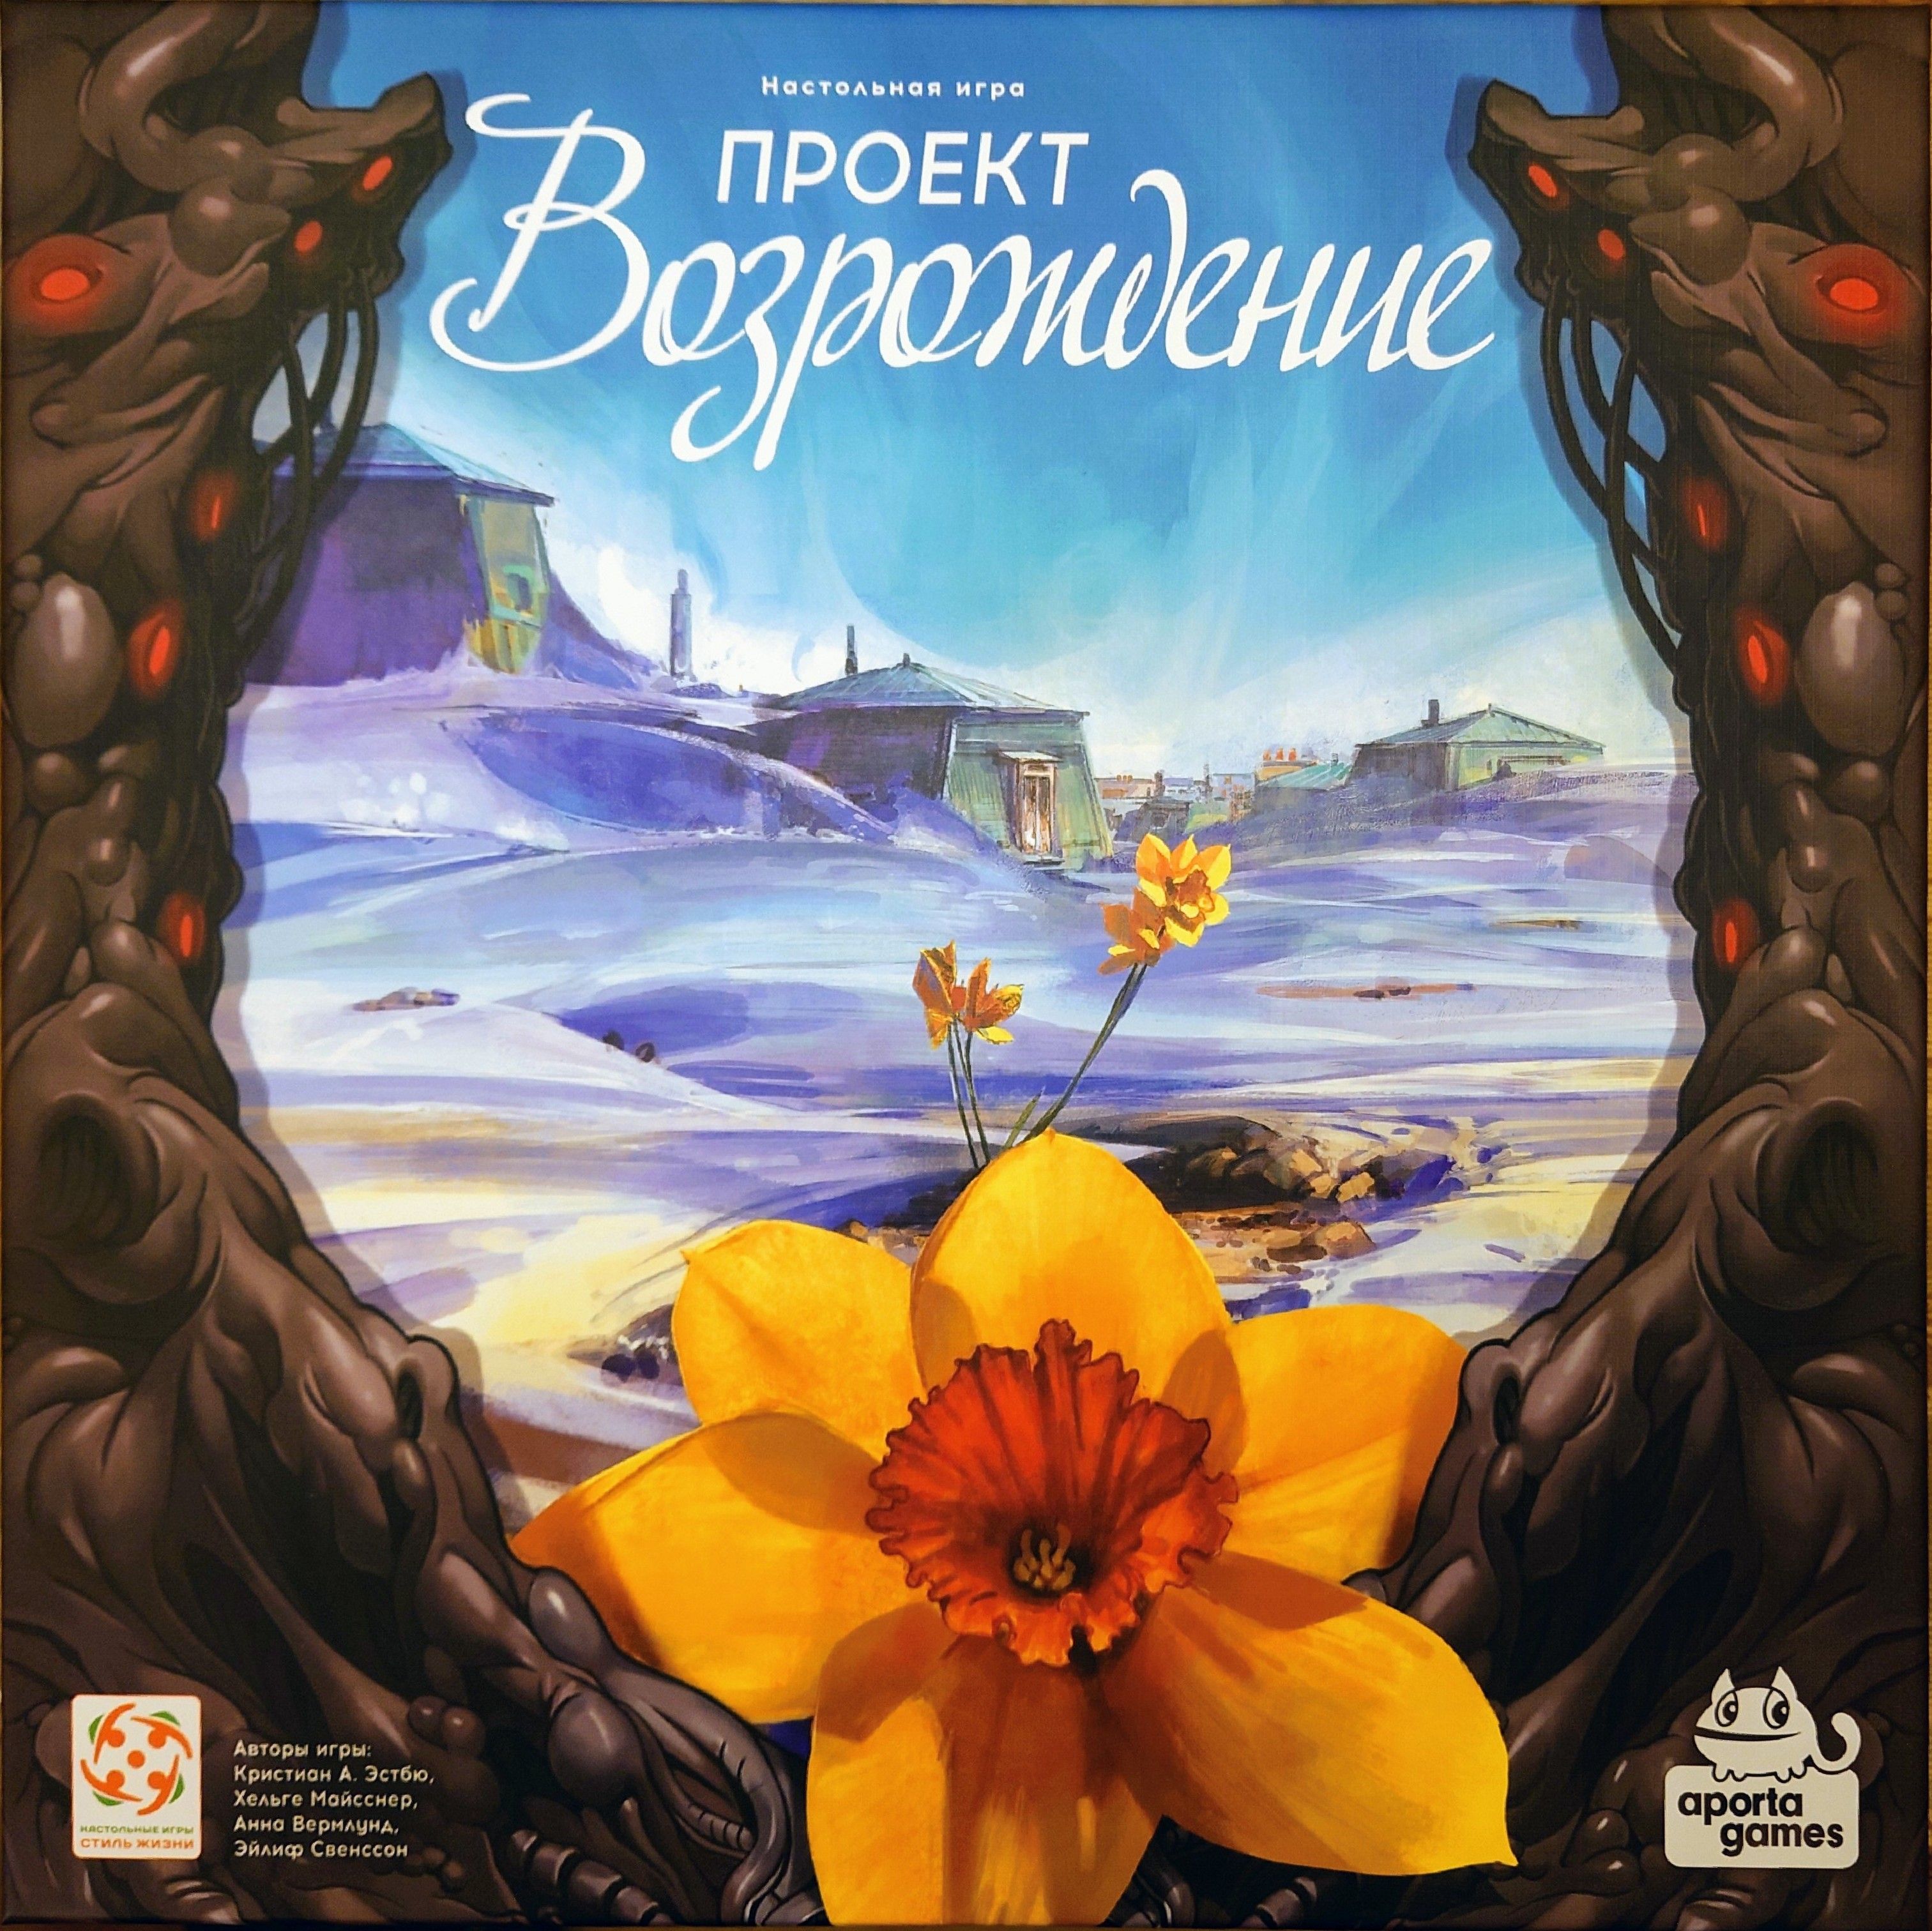 Настольная игра
ПРОЕКТ
Возрождение
Авторы игры:
Кристиан А. Эстбю,
Хельге Майсснер,
Анна Вермлунд,
Эйлиф Свенссон
НАСТОЛЬНЫЕ ИГРЫ
СТИЛЬ ЖИЗНИ
aporta
games